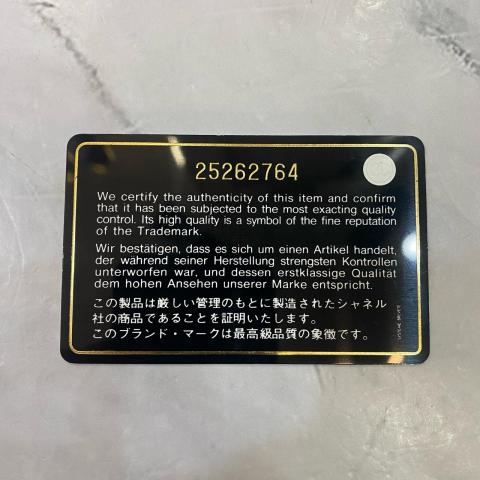 25262764
We certify the authenticity of this item and confirm
that it has been subjected to the most exacting quality
control. Its high quality is a symbol of the fine reputation
of the Trademark.
Wir bestätigen, dass es sich um einen Artikel handelt,
der während seiner Herstellung strengsten Kontrollen
unterworfen war, und dessen erstklassige Qualität
dem hohen Ansehen unserer Marke entspricht.
この製品は厳しい管理のもとに製造されたシャネル
社の商品であることを証明いたします。
このブランド・マークは最高級品質の象徴です。